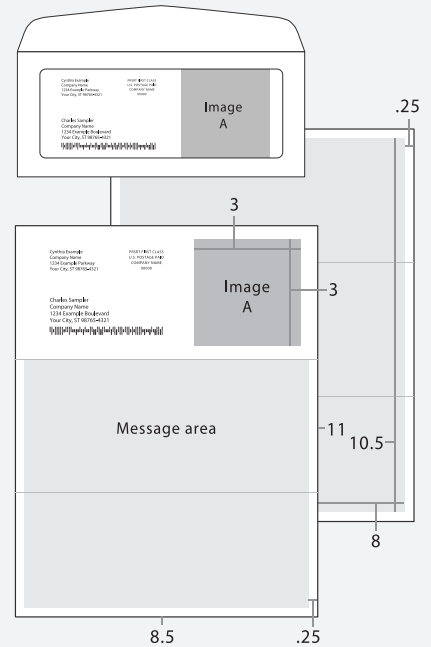 Cynthia Example
Company Name
1234 Example Parkway
Your City, ST 98765-4321
PRSRT FIRST CLASS
U.S. POSTAGE PAID
COMPANY NAME
00000
Charles Sampler
Company Name
1234 Example Boulevard
Your City, ST 98765-4321
Image
A
.25
3
Cynthia Example
Company Name
1234 Example Parkway
Your City, ST 98765-4321
PRSRT FIRST CLASS
U.S. POSTAGE PAID
COMPANY NAME
00000
Charles Sampler
Company Name
1234 Example Boulevard
Your City, ST 98765-4321
Image
A
3
Message area
11
10.5
8
8.5
.25